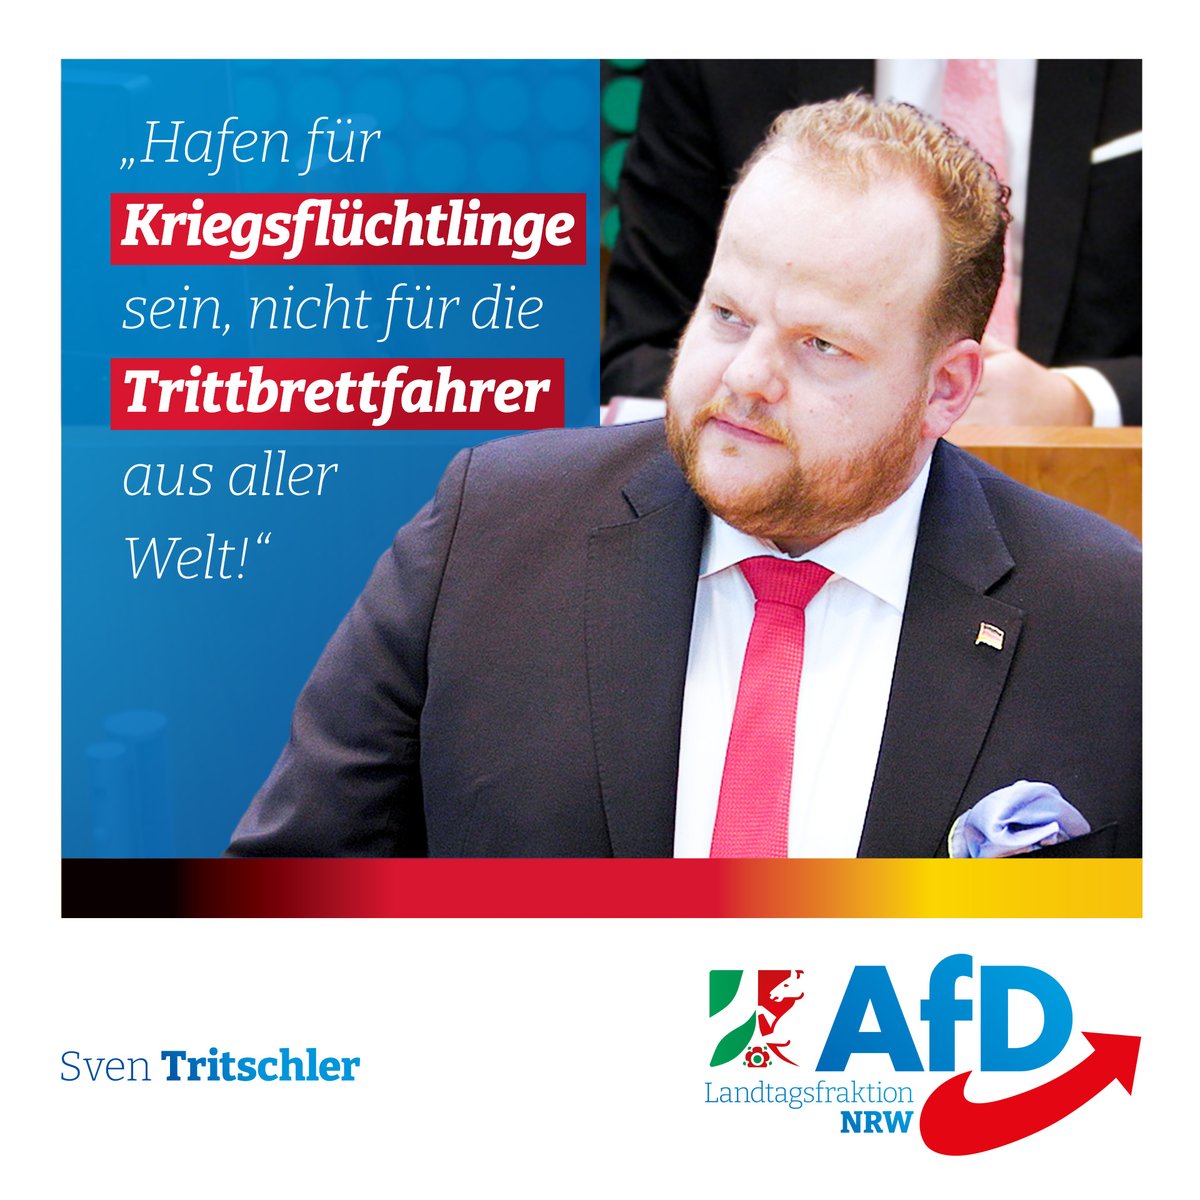 „Hafen für
Kriegsflüchtlinge
sein, nicht für die
Trittbrettfahrer
aus aller
Welt!“
Sven Tritschler
AfD
Landtagsfraktion
NRW